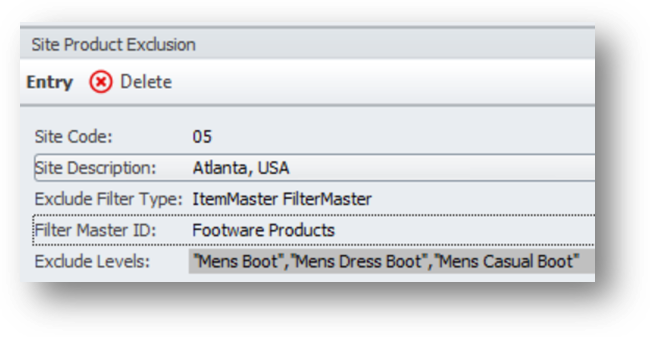 Site Product Exclusion
Entry Delete
Site Code: 05
Site Description: Atlanta, USA
Exclude Filter Type: ItemMaster FilterMaster
Filter Master ID: Footware Products
Exclude Levels: "Mens Boot","Mens Dress Boot","Mens Casual Boot"